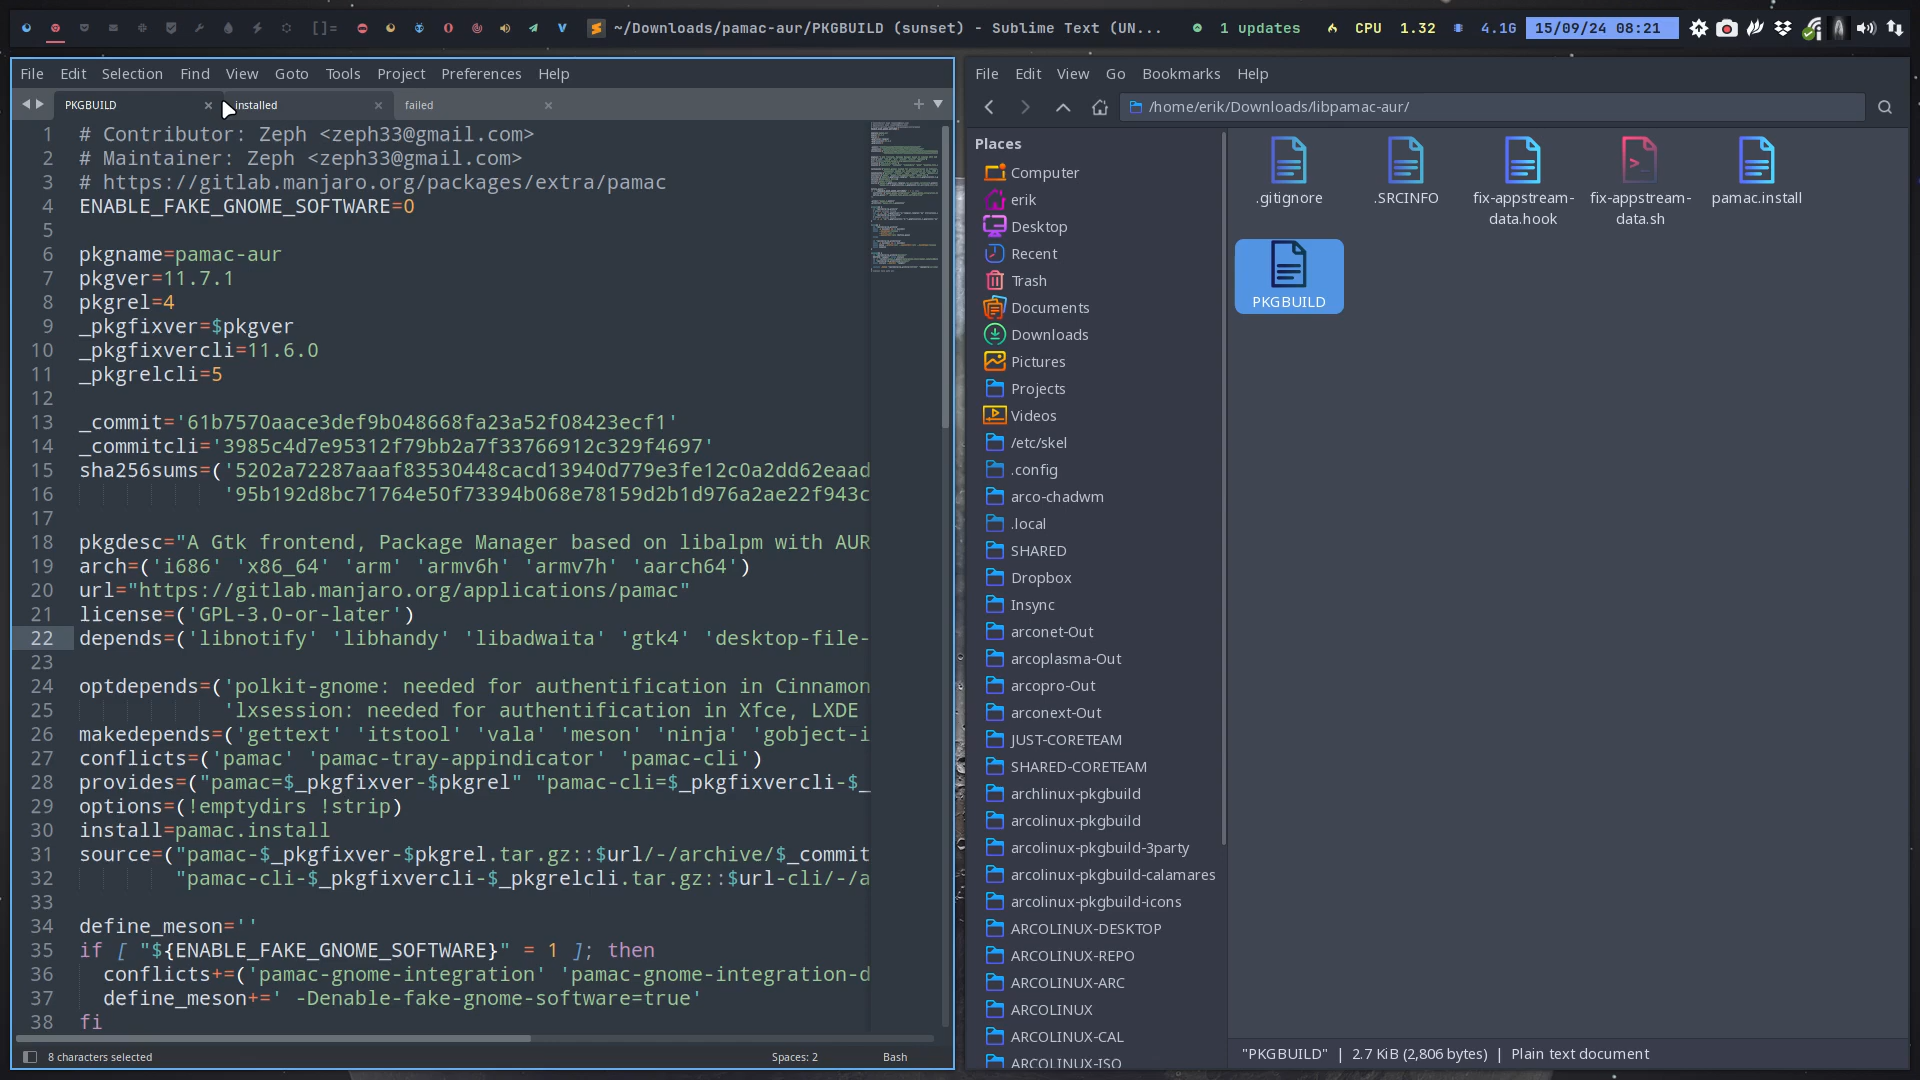 []=
~/Downloads/pamac-aur/PKGBUILD (sunset) - Sublime Text (UN...
1 updates
CPU 1.32
4.1G
15/09/24 08:21
File Edit Selection Find View Goto Tools Project Preferences Help
PKGBUILD
installed
failed
1 # Contributor: Zeph <zeph33@gmail.com>
2 # Maintainer: Zeph <zeph33@gmail.com>
3 # https://gitlab.manjaro.org/packages/extra/pamac
4 ENABLE_FAKE_GNOME_SOFTWARE=0
5
6 pkgname=pamac-aur
7 pkgver=11.7.1
8 pkgrel=4
9 _pkgfixver=$pkgver
10 _pkgfixvercli=11.6.0
11 _pkgrelcli=5
12
13 _commit='61b7570aace3def9b048668fa23a52f08423ecf1'
14 _commitcli='3985c4d7e95312f79bb2a7f33766912c329f4697'
15 sha256sums=('5202a72287aaaf83530448cacd13940d779e3fe12c0a2dd62eaad
16 '95b192d8bc71764e50f73394b068e78159d2b1d976a2ae22f943c
17
18 pkgdesc="A Gtk frontend, Package Manager based on libalpm with AUR
19 arch=('i686' 'x86_64' 'arm' 'armv6h' 'armv7h' 'aarch64')
20 url="https://gitlab.manjaro.org/applications/pamac"
21 license=('GPL-3.0-or-later')
22 depends=('libnotify' 'libhandy' 'libadwaita' 'gtk4' 'desktop-file-
23
24 optdepends=('polkit-gnome: needed for authentification in Cinnamon
25 'lxsession: needed for authentification in Xfce, LXDE
26 makedepends=('gettext' 'itstool' 'vala' 'meson' 'ninja' 'gobject-i
27 conflicts=('pamac' 'pamac-tray-appindicator' 'pamac-cli')
28 provides=("pamac=$_pkgfixver-$pkgrel" "pamac-cli=$_pkgfixvercli-$_
29 options=(!emptydirs !strip)
30 install=pamac.install
31 source=("pamac-$_pkgfixver-$pkgrel.tar.gz::$url/-/archive/$_commit
32 "pamac-cli-$_pkgfixvercli-$_pkgrelcli.tar.gz::$url-cli/-/a
33
34 define_meson=''
35 if [ "${ENABLE_FAKE_GNOME_SOFTWARE}" = 1 ]; then
36 conflicts+=('pamac-gnome-integration' 'pamac-gnome-integration-d
37 define_meson+=' -Denable-fake-gnome-software=true'
38 fi
8 characters selected
Spaces: 2
Bash
File Edit View Go Bookmarks Help
/home/erik/Downloads/libpamac-aur/
Places
Computer
erik
Desktop
Recent
Trash
Documents
Downloads
Pictures
Projects
Videos
/etc/skel
.config
arco-chadwm
.local
SHARED
Dropbox
Insync
arconet-Out
arcoplasma-Out
arcopro-Out
arconext-Out
JUST-CORETEAM
SHARED-CORETEAM
archlinux-pkgbuild
arcolinux-pkgbuild
arcolinux-pkgbuild-3party
arcolinux-pkgbuild-calamares
arcolinux-pkgbuild-icons
ARCOLINUX-DESKTOP
ARCOLINUX-REPO
ARCOLINUX-ARC
ARCOLINUX
ARCOLINUX-CAL
ARCOLINUX-ISO
.gitignore
.SRCINFO
fix-appstream-
data.hook
fix-appstream-
data.sh
pamac.install
PKGBUILD
"PKGBUILD" | 2.7 KiB (2,806 bytes) | Plain text document